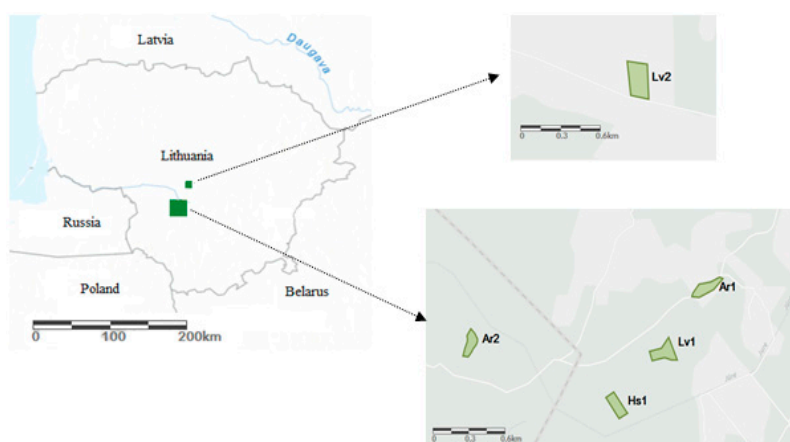 Latvia
Daugava
Lithuania
Russia
Poland
Belarus
0 100 200km
Lv2
0 0.3 0.6km
Ar1
Ar2
Lv1
Hs1
0 0.3 0.6km